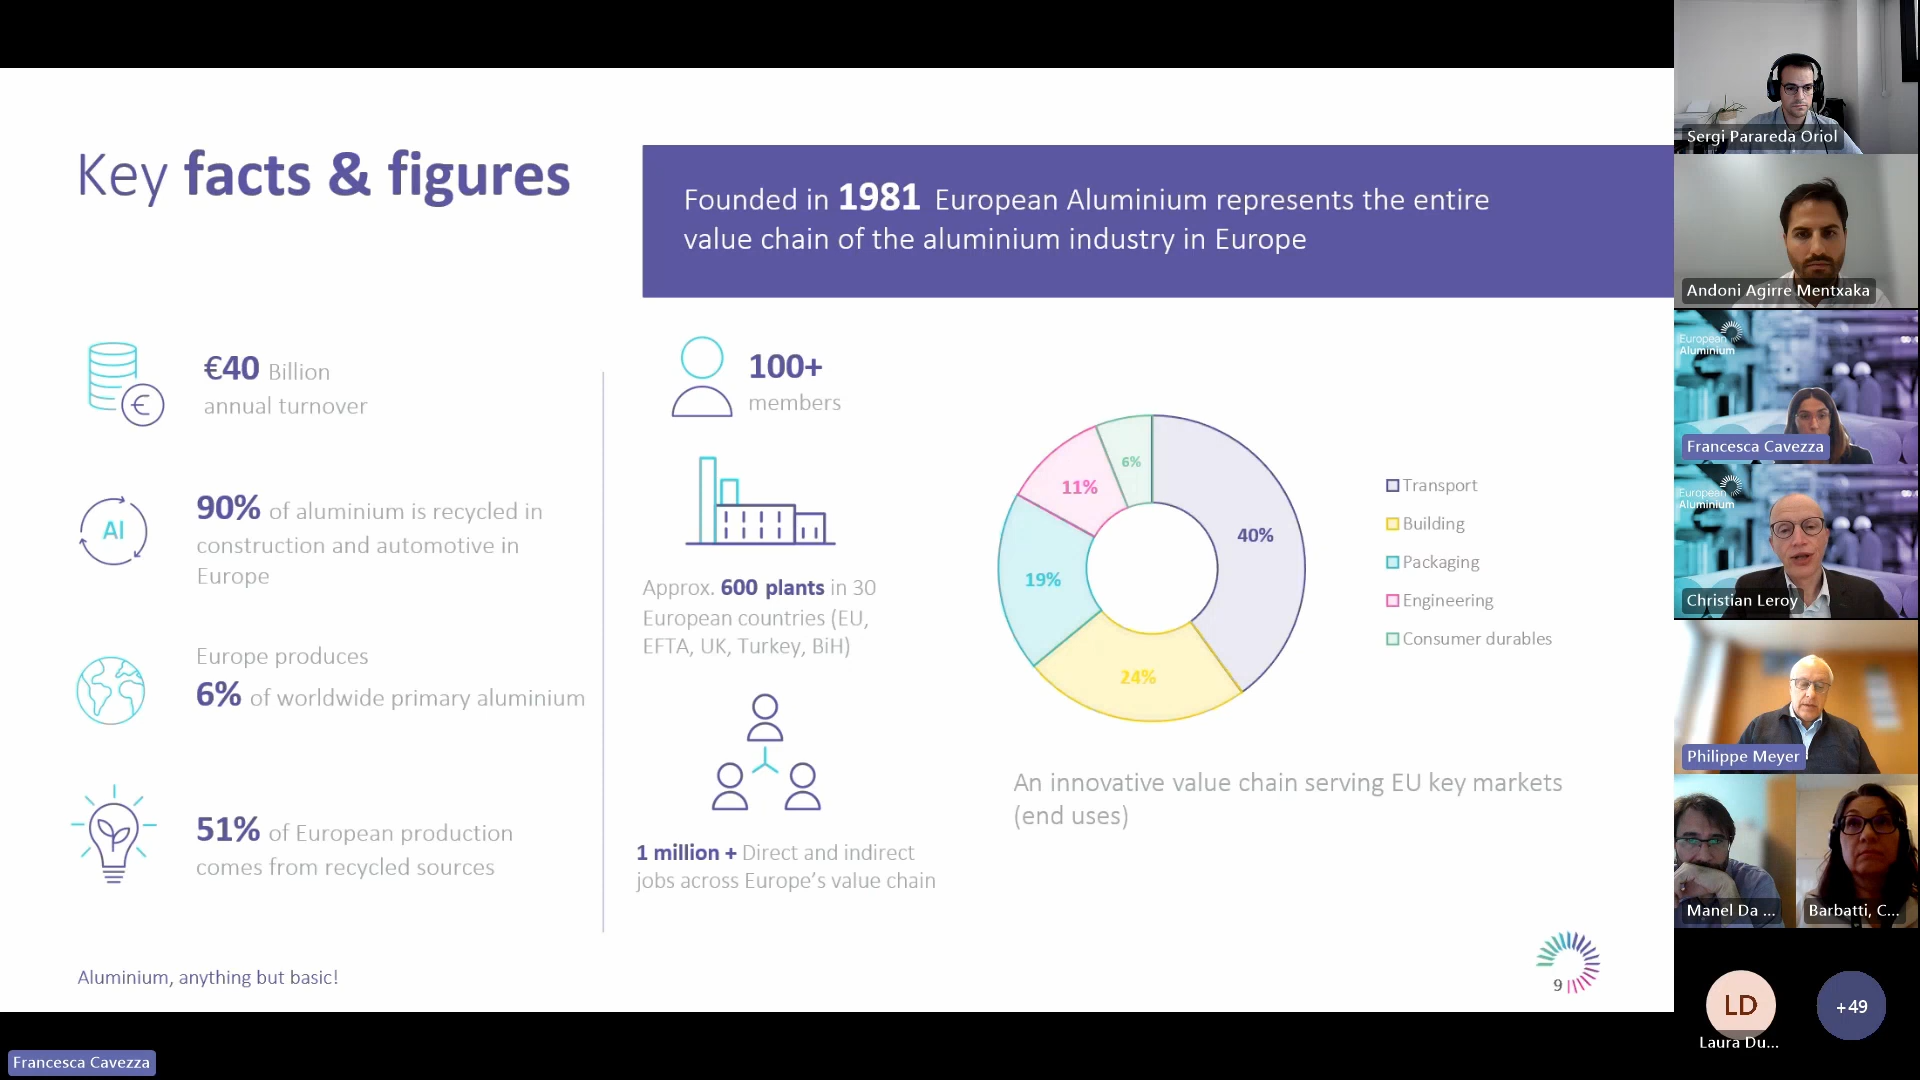 Key facts & figures
Founded in 1981 European Aluminium represents the entire
value chain of the aluminium industry in Europe
€40 Billion
annual turnover
Al
90% of aluminium is recycled in
construction and automotive in
Europe
Europe produces
6% of worldwide primary aluminium
51% of European production
comes from recycled sources
100+
members
Approx. 600 plants in 30
European countries (EU,
EFTA, UK, Turkey, BiH)
1 million + Direct and indirect
jobs across Europe's value chain
6%
11%
40%
19%
24%
Transport
Building
Packaging
Engineering
Consumer durables
An innovative value chain serving EU key markets
(end uses)
Aluminium, anything but basic!
9
Francesca Cavezza
Sergi Parareda Oriol
Andoni Agirre Mentxaka
European
Aluminium
Francesca Cavezza
European
Aluminium
Christian Leroy
Philippe Meyer
Manel Da ...
Barbatti, C...
LD
Laura Du...
+49